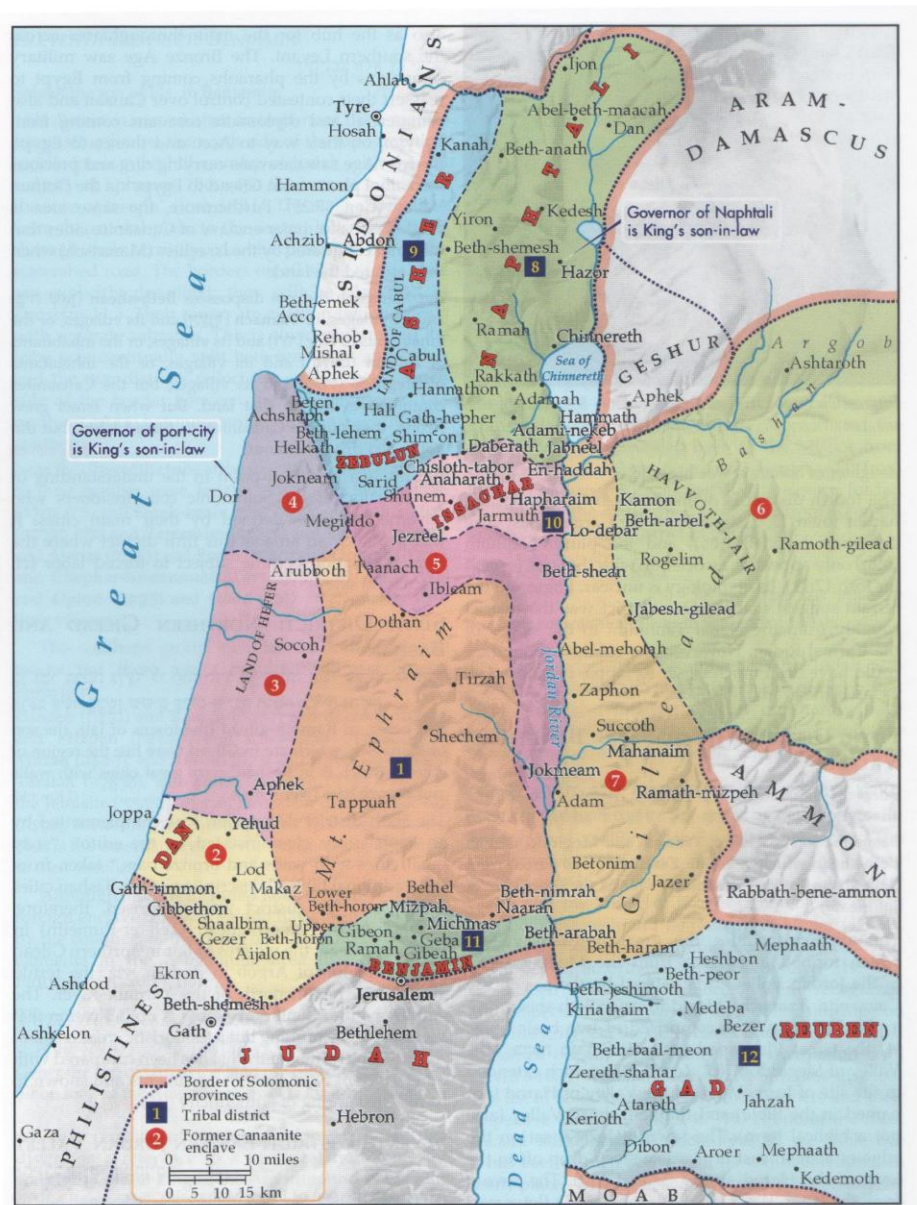 Ijon
Ahlab
SIDONIANS
Tyre
Hosah
Abel-beth-maacah
Dan
ARAM-
DAMASCUS
Kanah
Beth-anath
NAPHTALI
Hammon
Kedesh
Governor of Naphtali
is King's son-in-law
Yiron
Achzib
Abdon
ASHER
9
Beth-shemesh
8
Hazor
Beth-emek
Acco
LAND OF CABUL
Ramah
Chinnereth
Rehob
Mishal
Aphek
Cabul
Sea of
Chinnereth
GESHUR
Argob
Ashtaroth
Bashan
Rakkath
Hannathon
Adamah
Aphek
Beten
Achshaph
Hali
Gath-hepher
Hammath
Adami-nekeb
Governor of port-city
is King's son-in-law
Beth-lehem
Shim'on
Helkath
Daberath
Jabneel
ZEBULUN
Chisloth-tabor
En-haddah
Jokneam
Sarid
Anaharath
Dor
4
Shunem
ISSACHAR
Hapharaim
Kamon
HAVVOTH-JAIR
6
Megiddo
Jarmuth
10
Beth-arbel
Jezreel
Lo-debar
Ramoth-gilead
Arubboth
Taanach
5
Beth-shean
Rogelim
Ibleam
Great Sea
Dothan
Jabesh-gilead
LAND OF HEFER
Socoh
Abel-meholah
3
Tirzah
Jordan River
Zaphon
Gilead
Mt. Ephraim
Shechem
Succoth
Mahanaim
1
Jokmeam
7
Ramath-mizpeh
AMMON
Aphek
Tappuah
Adam
Joppa
Yehud
(DAN)
2
Betonim
Lod
Jazer
Gath-rimmon
Makaz
Lower
Beth-horon
Bethel
Beth-nimrah
Rabbath-bene-ammon
Gibbethon
Mizpah
Naaran
Shaalbim
Upper
Beth-horon
Gibeon
Michmas
Gezer
Ramah
Geba
11
Beth-arabah
Aijalon
Gibeah
Beth-haram
Mephaath
BENJAMIN
Heshbon
Ekron
Jerusalem
Beth-peor
Ashdod
Beth-shemesh
Beth-jeshimoth
Kiriathaim
Medeba
Gath
Bethlehem
Bezer
(REUBEN)
Ashkelon
Beth-baal-meon
12
JUDAH
Dead Sea
Zereth-shahar
GAD
PHILISTINES
Ataroth
Jahzah
Kerioth
Hebron
Gaza
Dibon
Aroer
Mephaath
Kedemoth
MOAB
Border of Solomonic
provinces
1 Tribal district
2 Former Canaanite
enclave
0 5 10 miles
0 5 10 15 km